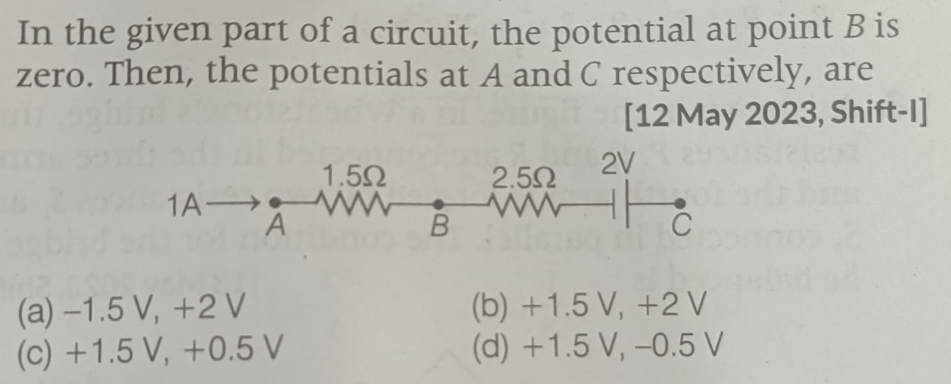 In the given part of a circuit, the potential at point B is
zero. Then, the potentials at A and C respectively, are
[12 May 2023, Shift-I]
1.5Ω 2.5Ω 2V
1A
A B C
(a) –1.5 V, +2 V (b) +1.5 V, +2 V
(c) +1.5 V, +0.5 V (d) +1.5 V, –0.5 V